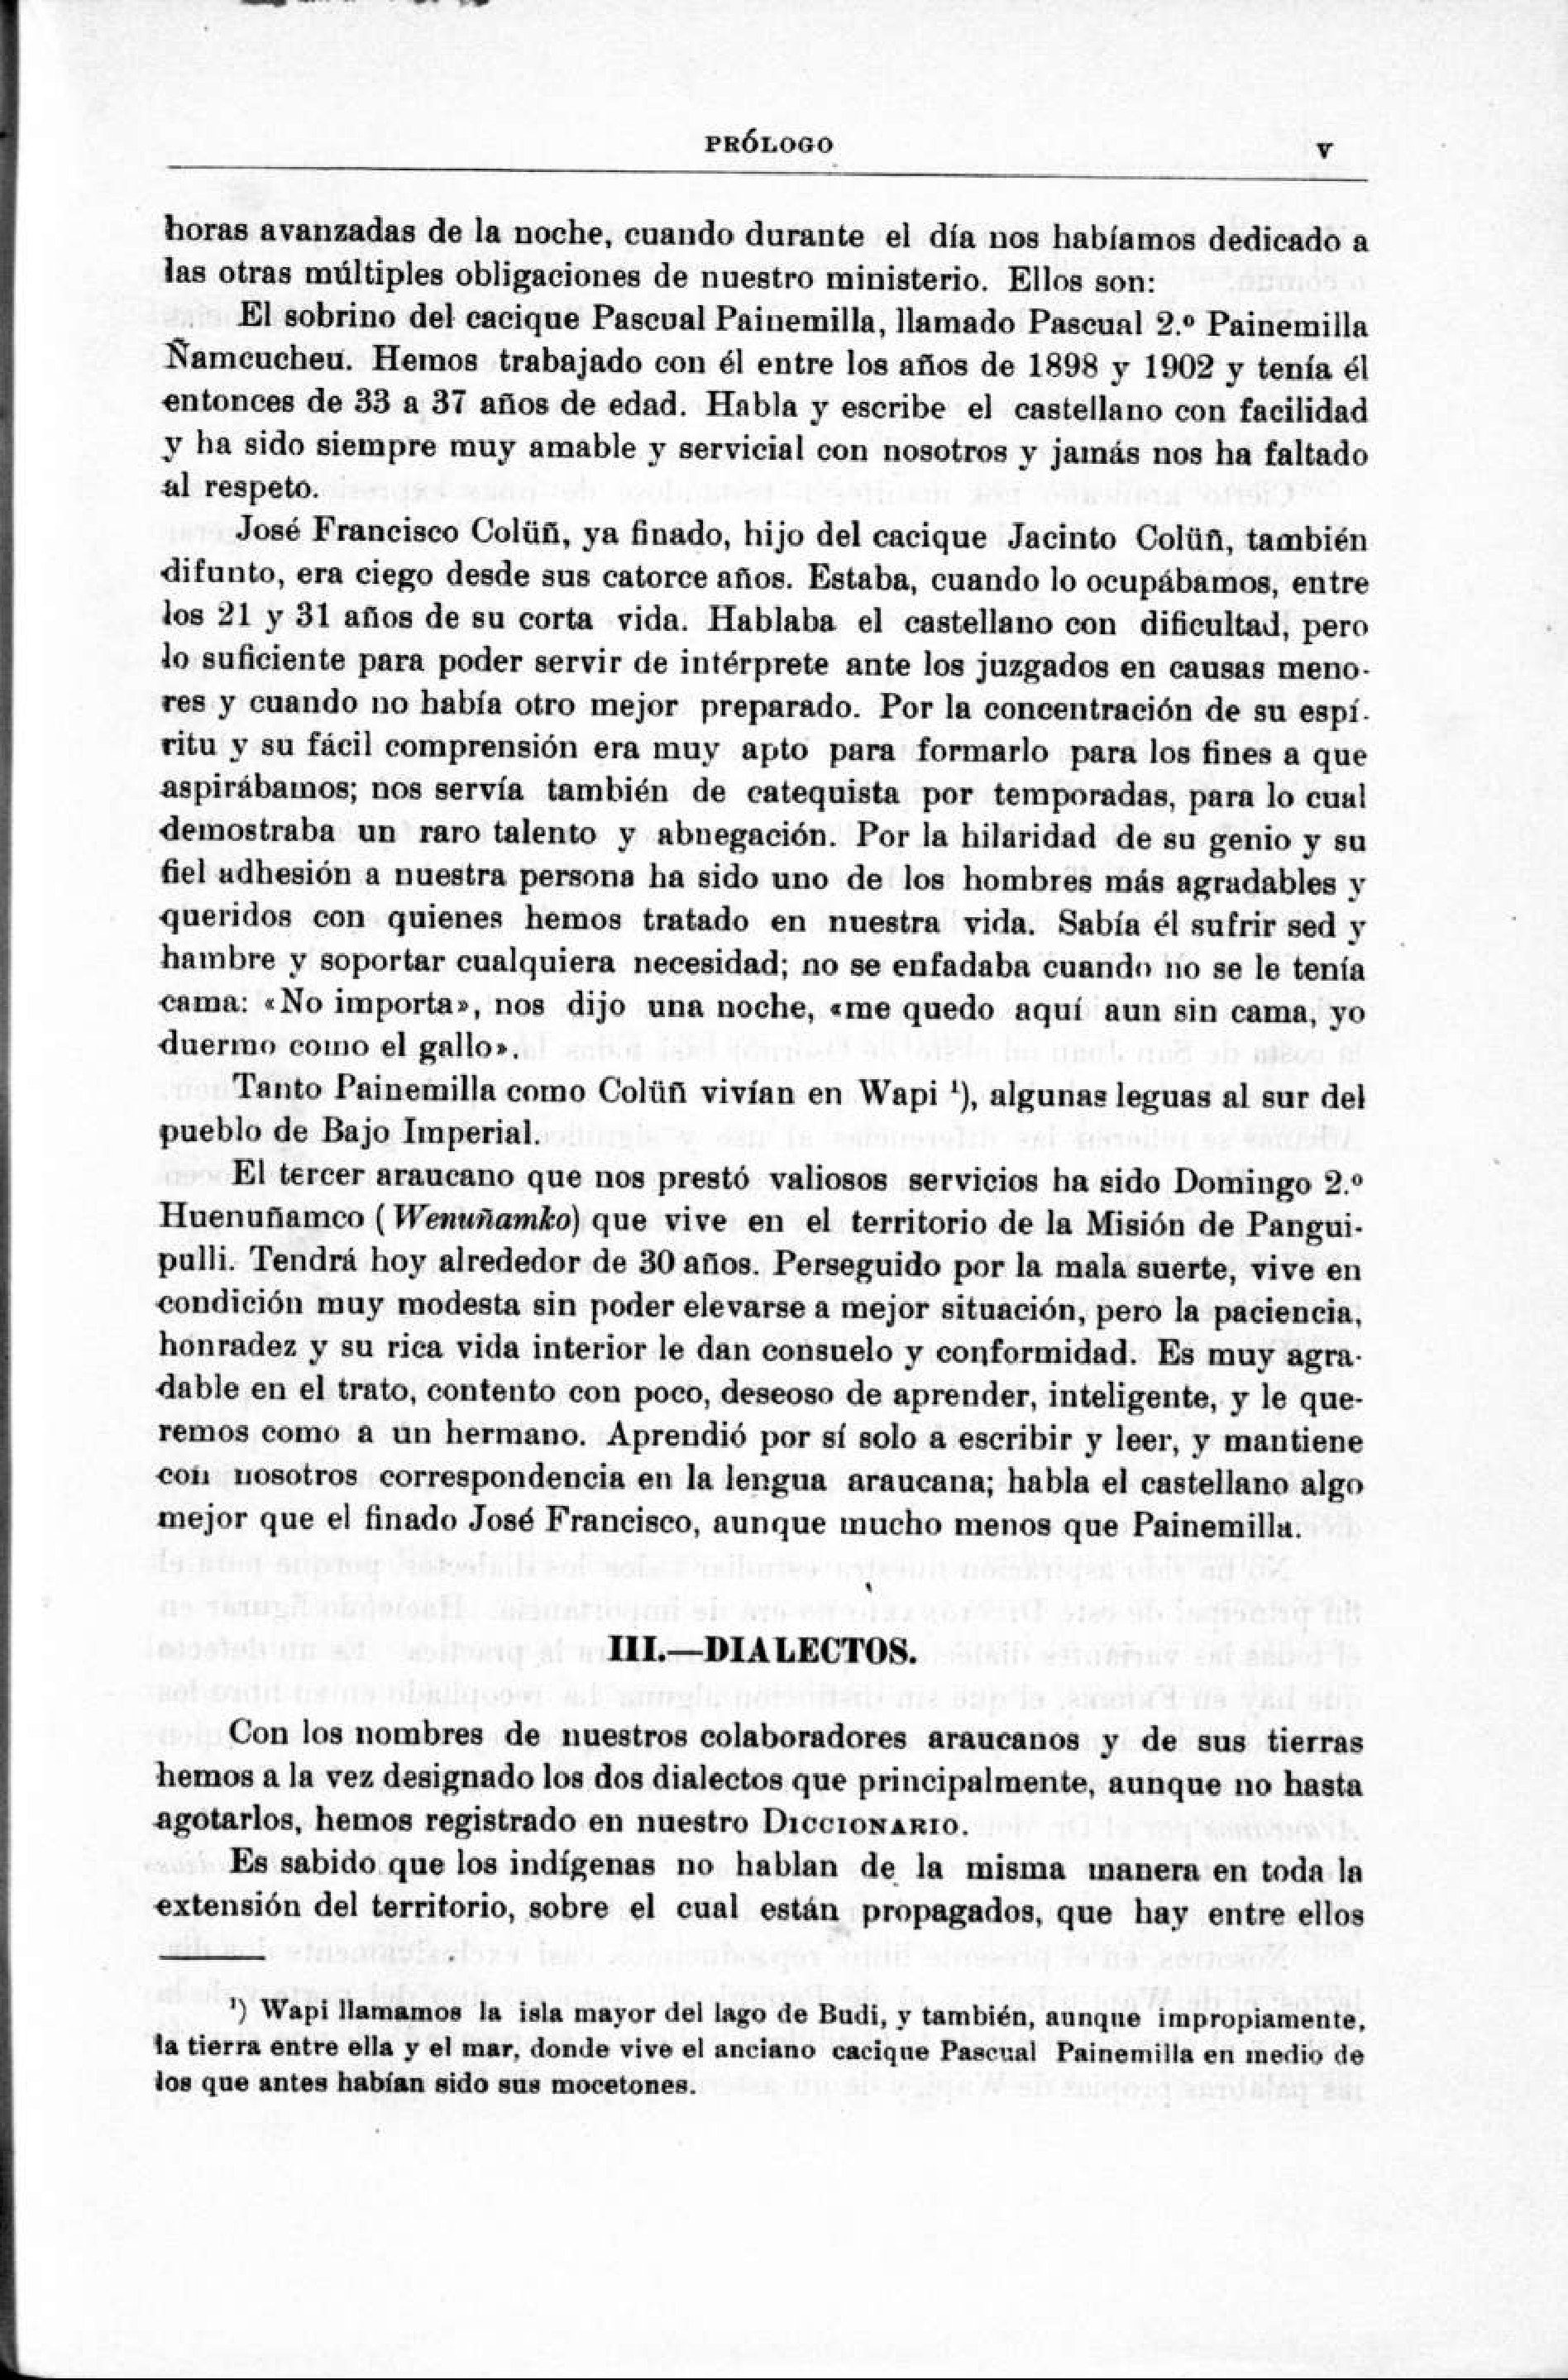 PRÓLOGO V
horas avanzadas de la noche, cuando durante el día nos habíamos dedicado a
las otras múltiples obligaciones de nuestro ministerio. Ellos son:
El sobrino del cacique Pascual Painemilla, llamado Pascual 2.º Painemilla
Ñamcucheu. Hemos trabajado con él entre los años de 1898 y 1902 y tenía él
entonces de 33 a 37 años de edad. Habla y escribe el castellano con facilidad
y ha sido siempre muy amable y servicial con nosotros y jamás nos ha faltado
al respeto.
José Francisco Colüñ, ya finado, hijo del cacique Jacinto Colüñ, también
difunto, era ciego desde sus catorce años. Estaba, cuando lo ocupábamos, entre
los 21 y 31 años de su corta vida. Hablaba el castellano con dificultad, pero
lo suficiente para poder servir de intérprete ante los juzgados en causas meno-
res y cuando no había otro mejor preparado. Por la concentración de su espí-
ritu y su fácil comprensión era muy apto para formarlo para los fines a que
aspirábamos; nos servía también de catequista por temporadas, para lo cual
demostraba un raro talento y abnegación. Por la hilaridad de su genio y su
fiel adhesión a nuestra persona ha sido uno de los hombres más agradables y
queridos con quienes hemos tratado en nuestra vida. Sabía él sufrir sed y
hambre y soportar cualquiera necesidad; no se enfadaba cuando no se le tenía
cama: «No importa», nos dijo una noche, «me quedo aquí aun sin cama, yo
duermo como el gallo».
Tanto Painemilla como Colüñ vivían en Wapi ¹), algunas leguas al sur del
pueblo de Bajo Imperial.
El tercer araucano que nos prestó valiosos servicios ha sido Domingo 2.º
Huenuñamco (Wenuñamko) que vive en el territorio de la Misión de Pangui-
pulli. Tendrá hoy alrededor de 30 años. Perseguido por la mala suerte, vive en
condición muy modesta sin poder elevarse a mejor situación, pero la paciencia,
honradez y su rica vida interior le dan consuelo y conformidad. Es muy agra-
dable en el trato, contento con poco, deseoso de aprender, inteligente, y le que-
remos como a un hermano. Aprendió por sí solo a escribir y leer, y mantiene
con nosotros correspondencia en la lengua araucana; habla el castellano algo
mejor que el finado José Francisco, aunque mucho menos que Painemilla.
III.—DIALECTOS.
Con los nombres de nuestros colaboradores araucanos y de sus tierras
hemos a la vez designado los dos dialectos que principalmente, aunque no hasta
agotarlos, hemos registrado en nuestro DICCIONARIO.
Es sabido que los indígenas no hablan de la misma manera en toda la
extensión del territorio, sobre el cual están propagados, que hay entre ellos
¹) Wapi llamamos la isla mayor del lago de Budi, y también, aunque impropiamente,
la tierra entre ella y el mar, donde vive el anciano cacique Pascual Painemilla en medio de
los que antes habían sido sus mocetones.